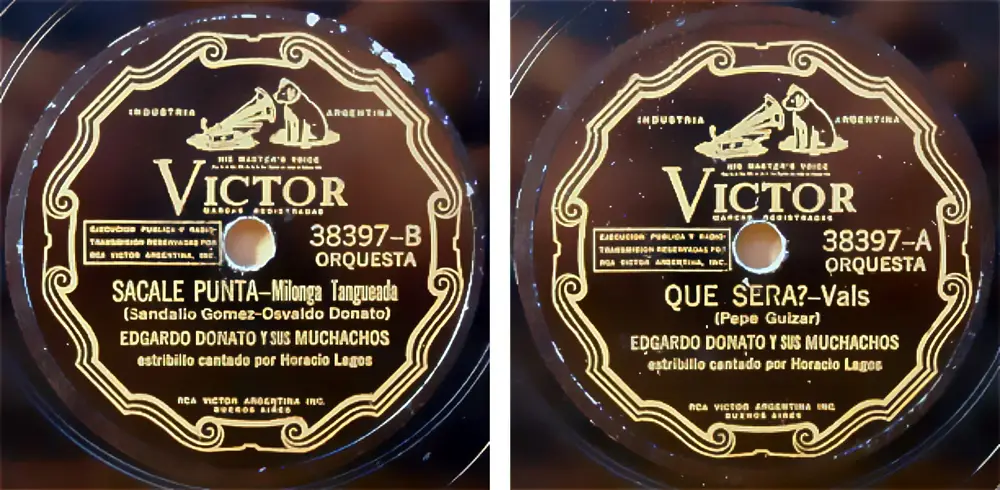 INDUSTRIA ARGENTINA
HIS MASTER'S VOICE
VICTOR
MARCAS REGISTRADAS
EJECUCION PUBLICA Y RADIO-
TRANSMISION RESERVADAS POR
RCA VICTOR ARGENTINA, INC.
38397-B
ORQUESTA
SACALE PUNTA-Milonga Tangueada
(Sandalio Gomez-Osvaldo Donato)
EDGARDO DONATO Y SUS MUCHACHOS
estribillo cantado por Horacio Lagos
RCA VICTOR ARGENTINA INC.
BUENOS AIRES
INDUSTRIA ARGENTINA
HIS MASTER'S VOICE
VICTOR
MARCAS REGISTRADAS
EJECUCION PUBLICA Y RADIO-
TRANSMISION RESERVADAS POR
RCA VICTOR ARGENTINA, INC.
38397-A
ORQUESTA
QUE SERA?-Vals
(Pepe Guizar)
EDGARDO DONATO Y SUS MUCHACHOS
estribillo cantado por Horacio Lagos
RCA VICTOR ARGENTINA INC.
BUENOS AIRES